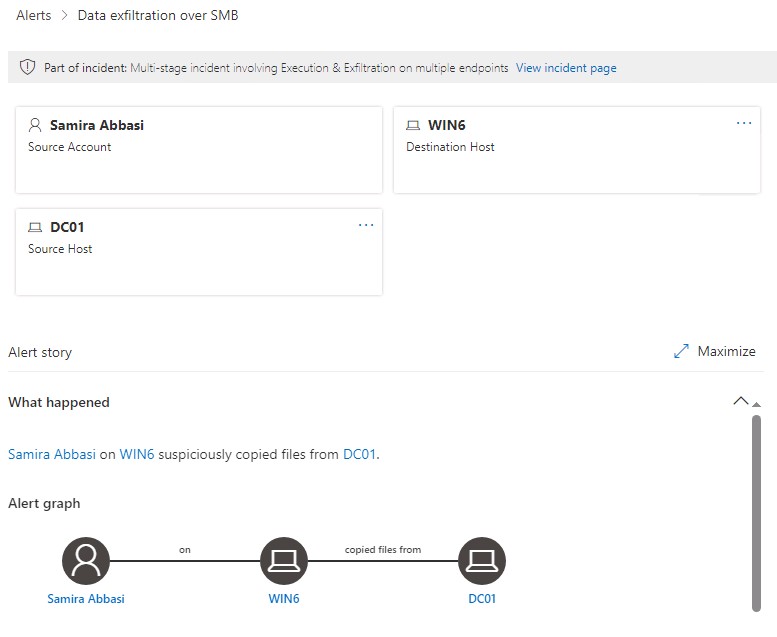 Alerts > Data exfiltration over SMB
Part of incident: Multi-stage incident involving Execution & Exfiltration on multiple endpoints View incident page
Samira Abbasi
Source Account
WIN6
Destination Host
DC01
Source Host
Alert story
Maximize
What happened
Samira Abbasi on WIN6 suspiciously copied files from DC01.
Alert graph
on
copied files from
Samira Abbasi
WIN6
DC01